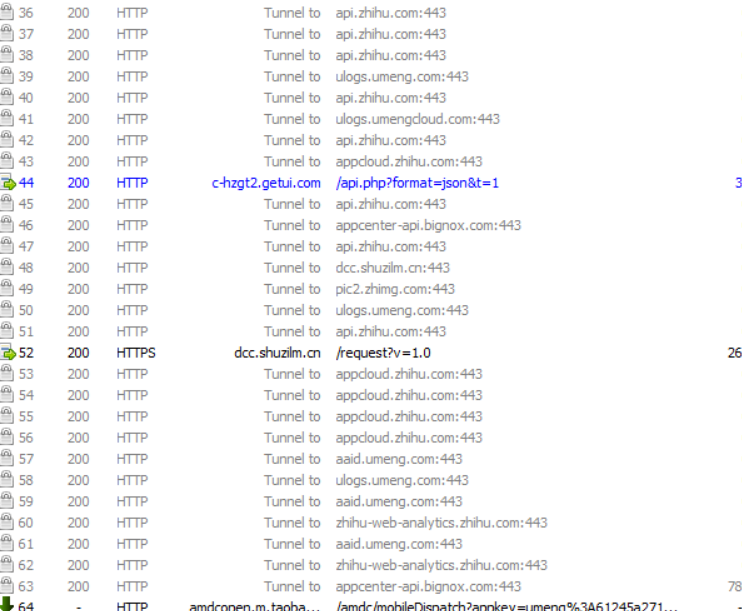 36 200 HTTP Tunnel to api.zhihu.com:443
37 200 HTTP Tunnel to api.zhihu.com:443
38 200 HTTP Tunnel to api.zhihu.com:443
39 200 HTTP Tunnel to ulogs.umeng.com:443
40 200 HTTP Tunnel to api.zhihu.com:443
41 200 HTTP Tunnel to ulogs.umengcloud.com:443
42 200 HTTP Tunnel to api.zhihu.com:443
43 200 HTTP Tunnel to appcloud.zhihu.com:443
44 200 HTTP c-hzgt2.getui.com /api.php?format=json&t=1 3
45 200 HTTP Tunnel to api.zhihu.com:443
46 200 HTTP Tunnel to appcenter-api.bignox.com:443
47 200 HTTP Tunnel to api.zhihu.com:443
48 200 HTTP Tunnel to dcc.shuzilm.cn:443
49 200 HTTP Tunnel to pic2.zhimg.com:443
50 200 HTTP Tunnel to ulogs.umeng.com:443
51 200 HTTP Tunnel to api.zhihu.com:443
52 200 HTTPS dcc.shuzilm.cn /request?v=1.0 26
53 200 HTTP Tunnel to appcloud.zhihu.com:443
54 200 HTTP Tunnel to appcloud.zhihu.com:443
55 200 HTTP Tunnel to appcloud.zhihu.com:443
56 200 HTTP Tunnel to appcloud.zhihu.com:443
57 200 HTTP Tunnel to aaid.umeng.com:443
58 200 HTTP Tunnel to ulogs.umeng.com:443
59 200 HTTP Tunnel to aaid.umeng.com:443
60 200 HTTP Tunnel to zhihu-web-analytics.zhihu.com:443
61 200 HTTP Tunnel to aaid.umeng.com:443
62 200 HTTP Tunnel to zhihu-web-analytics.zhihu.com:443
63 200 HTTP Tunnel to appcenter-api.bignox.com:443 78
64 - HTTP amdcopen.m.taoba... /amdc/mobileDispatch?appkey=umeng%3A61245a271... -